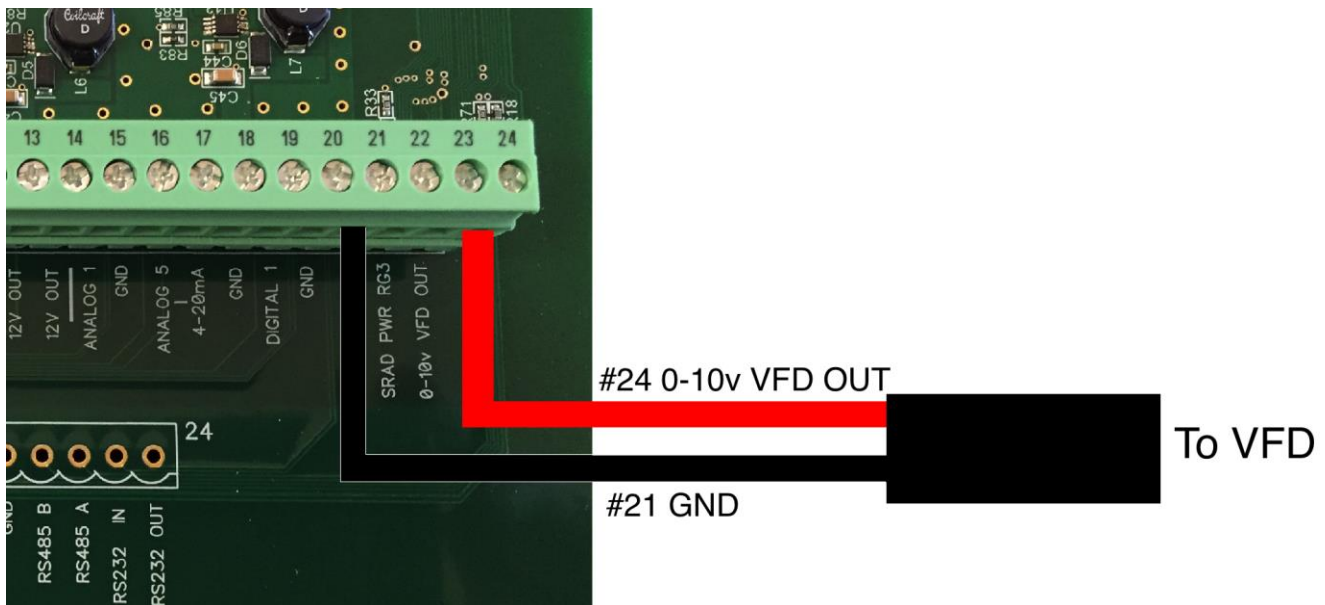 Coilcraft
D
D
R83
D5
L6
C44
C45
D6
L7
R33
R18
13 14 15 16 17 18 19 20 21 22 23 24
12V OUT
12V OUT
ANALOG 1
GND
ANALOG 5
4-20mA
GND
DIGITAL 1
GND
SRAD PWR RG3
0-10v VFD OUT
#24 0-10v VFD OUT
#21 GND
To VFD
24
GND
RS485 B
RS485 A
RS232 IN
RS232 OUT